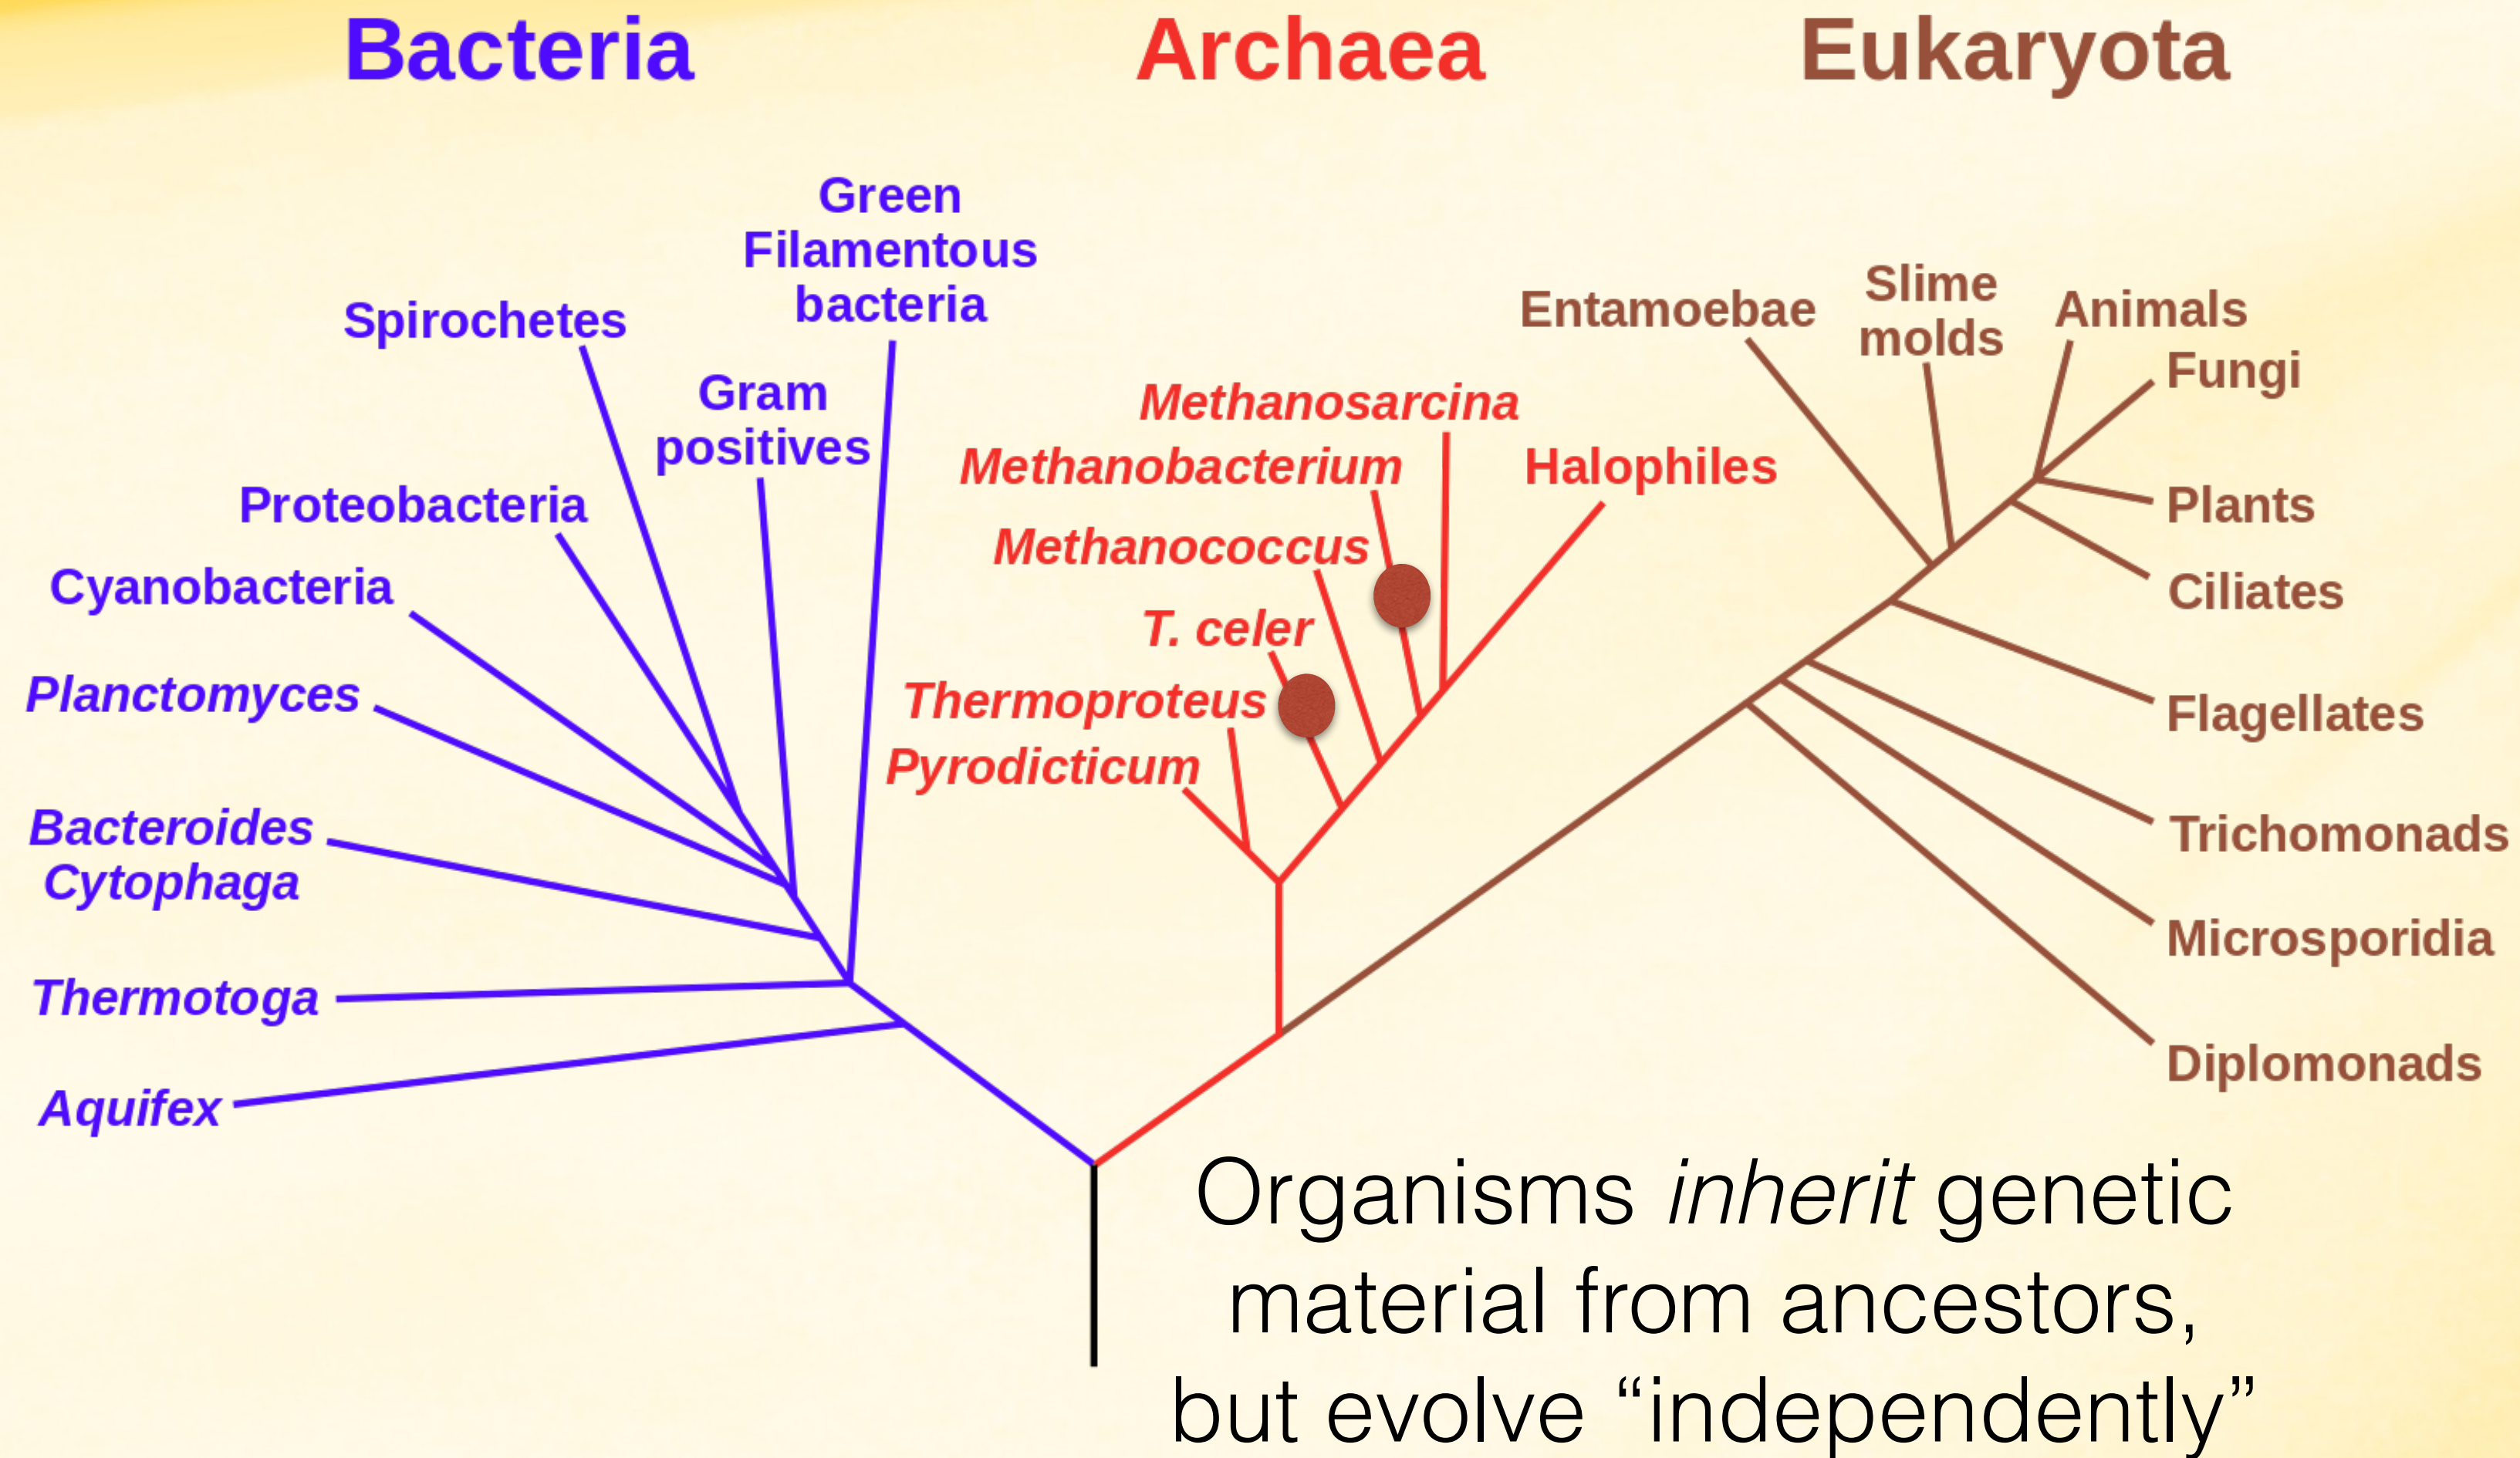 Bacteria
Archaea
Eukaryota
Green
Filamentous
bacteria
Spirochetes
Gram
positives
Proteobacteria
Cyanobacteria
Planctomyces
Bacteroides
Cytophaga
Thermotoga
Aquifex
Methanosarcina
Methanobacterium
Halophiles
Methanococcus
T. celer
Thermoproteus
Pyrodicticum
Entamoebae
Slime
molds
Animals
Fungi
Plants
Ciliates
Flagellates
Trichomonads
Microsporidia
Diplomonads
Organisms inherit genetic
material from ancestors,
but evolve “independently”